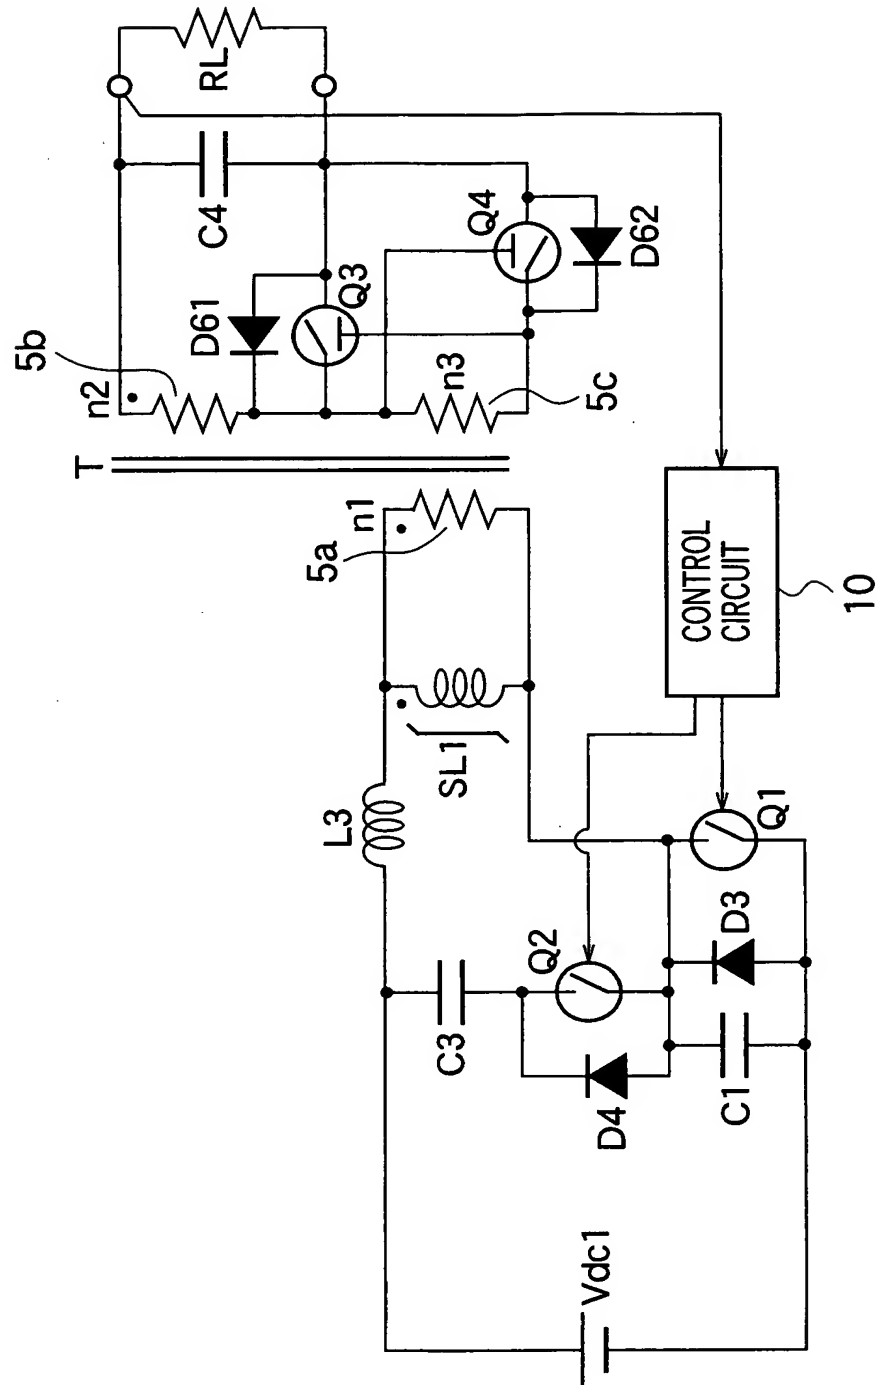 Vdc1
C3
D4
Q2
C1
D3
Q1
L3
SL1
5a
n1
T
5b
n2
n3
5c
D61
Q3
C4
Q4
D62
RL
CONTROL
CIRCUIT
10